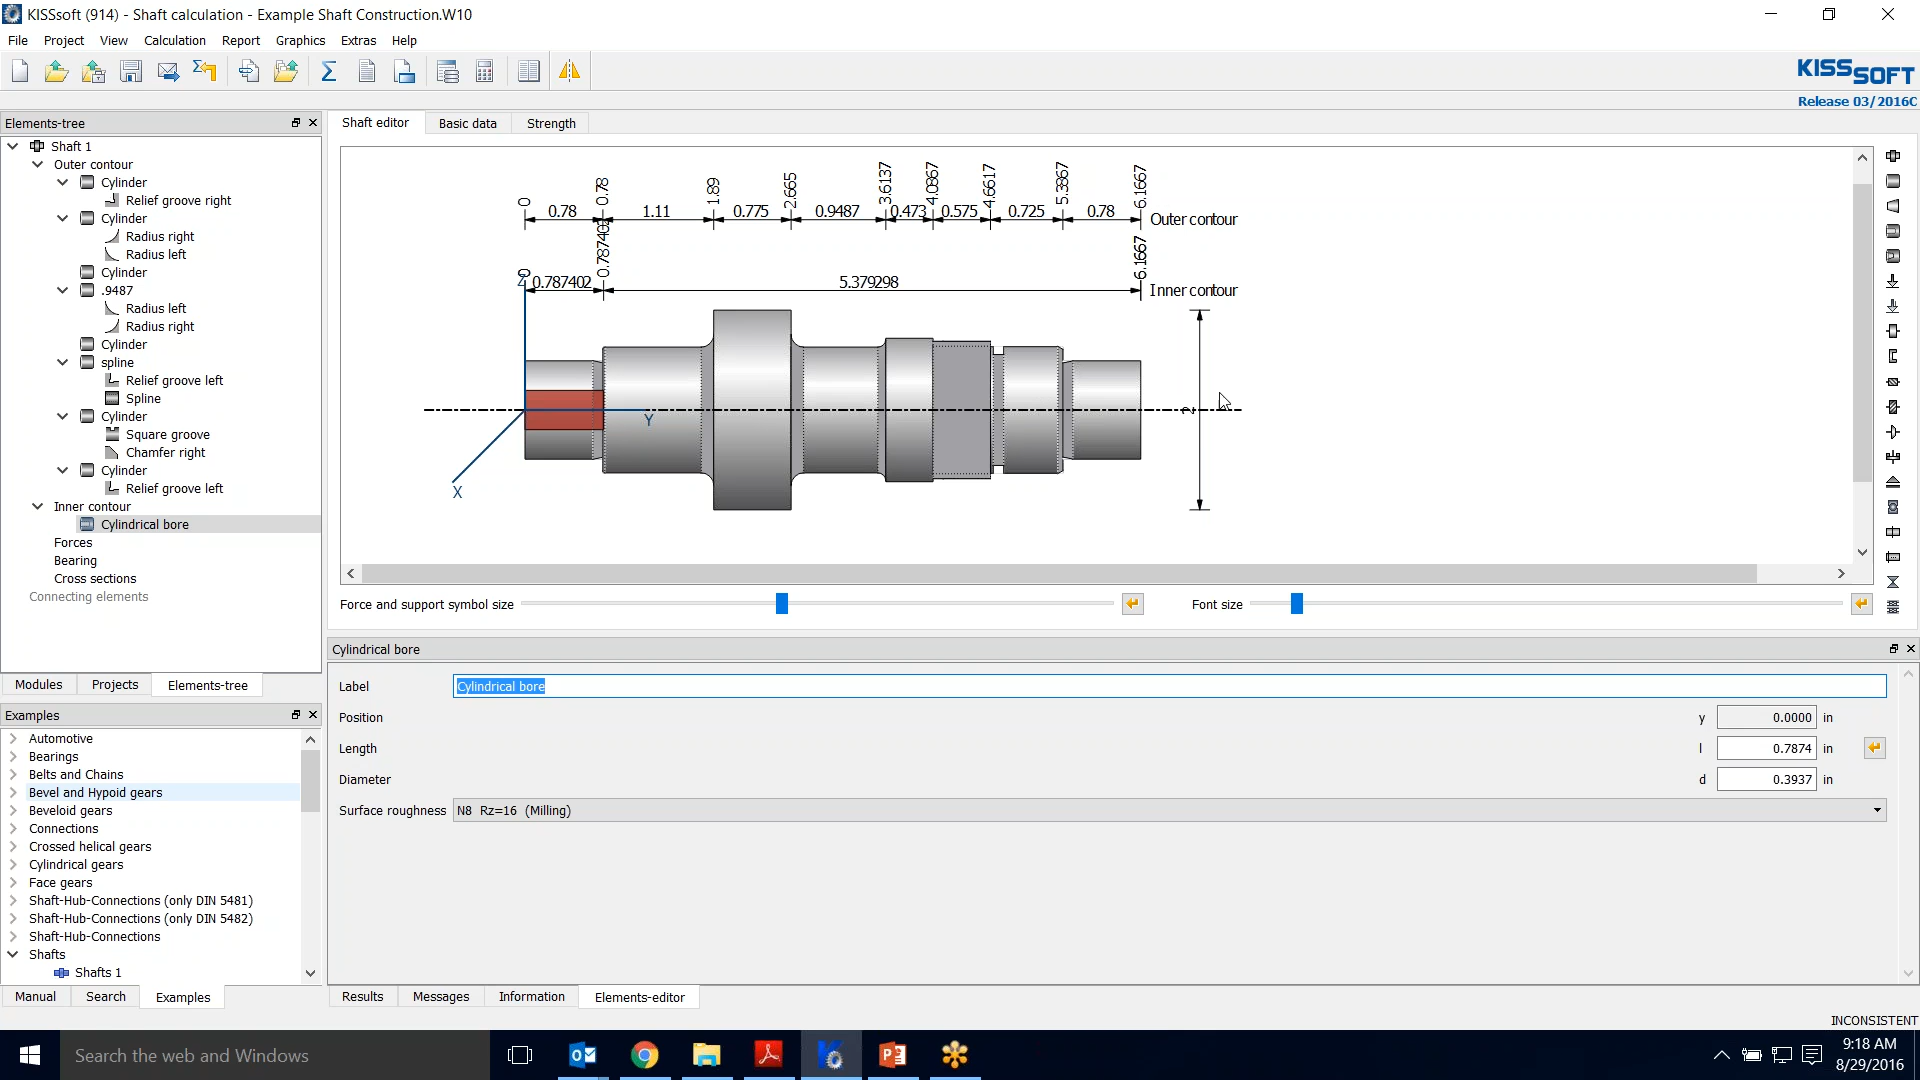 KISSsoft (914) - Shaft calculation - Example Shaft Construction.W10
File Project View Calculation Report Graphics Extras Help
KISSSOFT
Release 03/2016C
Elements-tree
Shaft 1
Outer contour
Cylinder
Relief groove right
Cylinder
Radius right
Radius left
Cylinder
.9487
Radius left
Radius right
Cylinder
spline
Relief groove left
Spline
Cylinder
Square groove
Chamfer right
Cylinder
Relief groove left
Inner contour
Cylindrical bore
Forces
Bearing
Cross sections
Connecting elements
Modules Projects Elements-tree
Examples
Automotive
Bearings
Belts and Chains
Bevel and Hypoid gears
Beveloid gears
Connections
Crossed helical gears
Cylindrical gears
Face gears
Shaft-Hub-Connections (only DIN 5481)
Shaft-Hub-Connections (only DIN 5482)
Shaft-Hub-Connections
Shafts
Shafts 1
Manual Search Examples
Shaft editor Basic data Strength
0 0.78 1.89 2.665 3.6137 4.0867 4.6617 5.3867 6.1667
0.78 1.11 0.775 0.9487 0.473 0.575 0.725 0.78 Outer contour
0 0.787402 6.1667
0.787402 5.379298 Inner contour
Z
Y
X
2
Force and support symbol size Font size
Cylindrical bore
Label Cylindrical bore
Position y 0.0000 in
Length l 0.7874 in
Diameter d 0.3937 in
Surface roughness N8 Rz=16 (Milling)
Results Messages Information Elements-editor
INCONSISTENT
Search the web and Windows
9:18 AM
8/29/2016